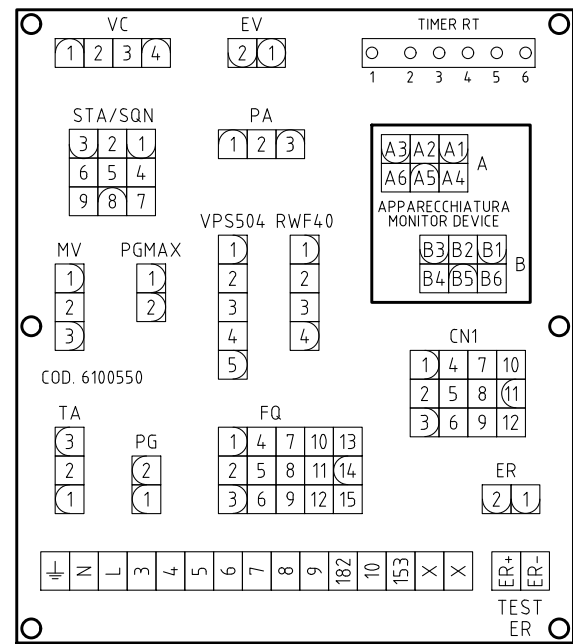 VC
1 2 3 4
EV
2 1
TIMER RT
1 2 3 4 5 6
STA/SQN
3 2 1
6 5 4
9 8 7
PA
1 2 3
A3 A2 A1
A6 A5 A4
A
APPARECCHIATURA
MONITOR DEVICE
B3 B2 B1
B4 B5 B6
B
MV
1
2
3
PGMAX
1
2
VPS504
1
2
3
4
5
RWF40
1
2
3
4
CN1
1 4 7 10
2 5 8 11
3 6 9 12
COD. 6100550
TA
3
2
1
PG
2
1
FQ
1 4 7 10 13
2 5 8 11 14
3 6 9 12 15
ER
2 1
N L 3 4 5 6 7 8 9 182 10 153 X X
ER+ ER-
TEST
ER